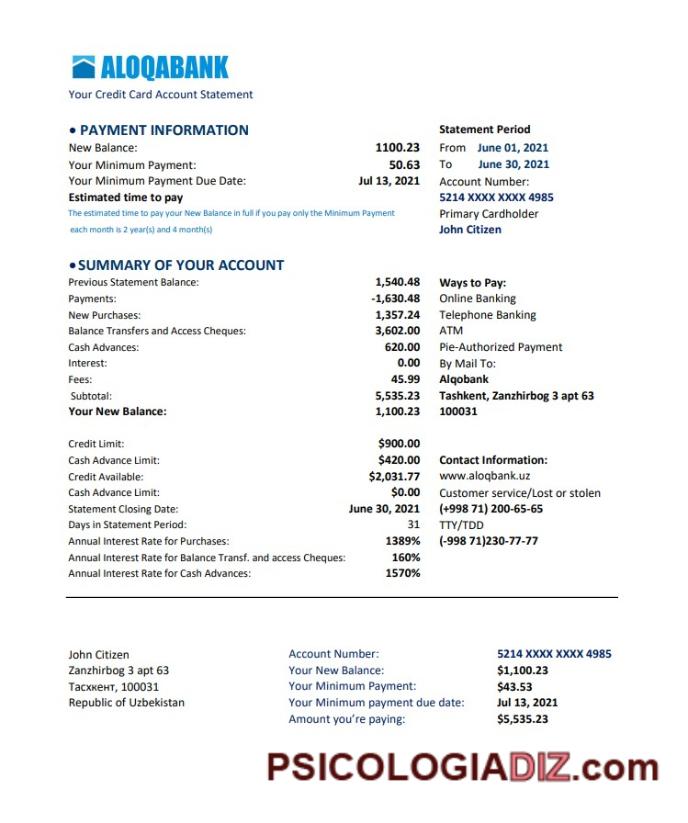 ALOQABANK
Your Credit Card Account Statement
• PAYMENT INFORMATION
New Balance: 1100.23
Your Minimum Payment: 50.63
Your Minimum Payment Due Date: Jul 13, 2021
Estimated time to pay
The estimated time to pay your New Balance in full if you pay only the Minimum Payment
each month is 2 year(s) and 4 month(s)
Statement Period
From June 01, 2021
To June 30, 2021
Account Number:
5214 XXXX XXXX 4985
Primary Cardholder
John Citizen
•SUMMARY OF YOUR ACCOUNT
Previous Statement Balance: 1,540.48
Payments: -1,630.48
New Purchases: 1,357.24
Balance Transfers and Access Cheques: 3,602.00
Cash Advances: 620.00
Interest: 0.00
Fees: 45.99
Subtotal: 5,535.23
Your New Balance: 1,100.23
Ways to Pay:
Online Banking
Telephone Banking
ATM
Pie-Authorized Payment
By Mail To:
Alqobank
Tashkent, Zanzhirbog 3 apt 63
100031
Credit Limit: $900.00
Cash Advance Limit: $420.00
Credit Available: $2,031.77
Cash Advance Limit: $0.00
Statement Closing Date: June 30, 2021
Days in Statement Period: 31
Annual Interest Rate for Purchases: 1389%
Annual Interest Rate for Balance Transf. and access Cheques: 160%
Annual Interest Rate for Cash Advances: 1570%
Contact Information:
www.aloqbank.uz
Customer service/Lost or stolen
(+998 71) 200-65-65
TTY/TDD
(-998 71)230-77-77
John Citizen
Zanzhirbog 3 apt 63
Тасхкент, 100031
Republic of Uzbekistan
Account Number: 5214 XXXX XXXX 4985
Your New Balance: $1,100.23
Your Minimum Payment: $43.53
Your Minimum payment due date: Jul 13, 2021
Amount you’re paying: $5,535.23
PSICOLOGIADIZ.com